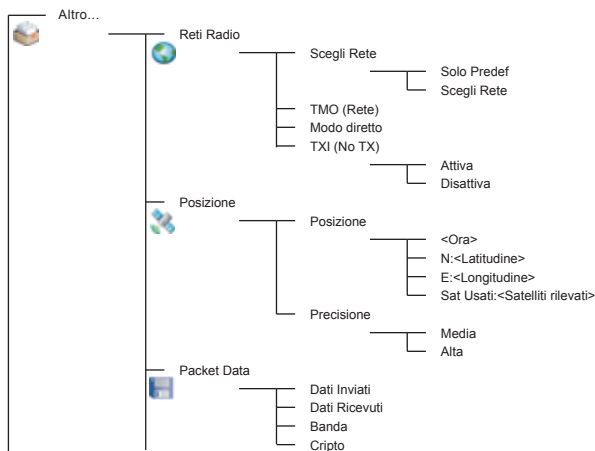 Altro…
Reti Radio
Scegli Rete
Solo Predef
Scegli Rete
TMO (Rete)
Modo diretto
TXI (No TX)
Attiva
Disattiva
Posizione
Posizione
<Ora>
N:<Latitudine>
E:<Longitudine>
Sat Usati:<Satelliti rilevati>
Precisione
Media
Alta
Packet Data
Dati Inviati
Dati Ricevuti
Banda
Cripto